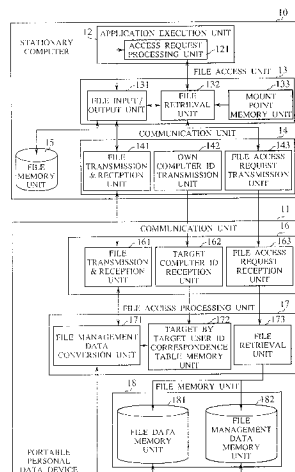 10
12
APPLICATION EXECUTION UNIT
STATIONARY
COMPUTER
ACCESS REQUEST
PROCESSING UNIT
121
FILE ACCESS UNIT
13
131
132
133
FILE INPUT/
OUTPUT UNIT
FILE
RETRIEVAL
UNIT
MOUNT
POINT
MEMORY UNIT
15
COMMUNICATION UNIT
14
141
142
143
FILE
MEMORY
UNIT
FILE
TRANSMISSION
& RECEPTION
UNIT
OWN
COMPUTER ID
TRANSMISSION
UNIT
FILE ACCESS
REQUEST
TRANSMISSION
UNIT
11
COMMUNICATION UNIT
16
161
162
163
FILE
TRANSMISSION
& RECEPTION
UNIT
TARGET
COMPUTER ID
RECEPTION
UNIT
FILE ACCESS
REQUEST
RECEPTION
UNIT
FILE ACCESS PROCESSING UNIT
17
171
172
173
FILE MANAGEMENT
DATA
CONVERSION UNIT
TARGET BY
TARGET USER ID
CORRESPONDENCE
TABLE MEMORY
UNIT
FILE
RETRIEVAL
UNIT
18
FILE MEMORY UNIT
181
182
FILE DATA
MEMORY
UNIT
FILE
MANAGEMENT
DATA
MEMORY
UNIT
PORTABLE
PERSONAL
DATA DEVICE